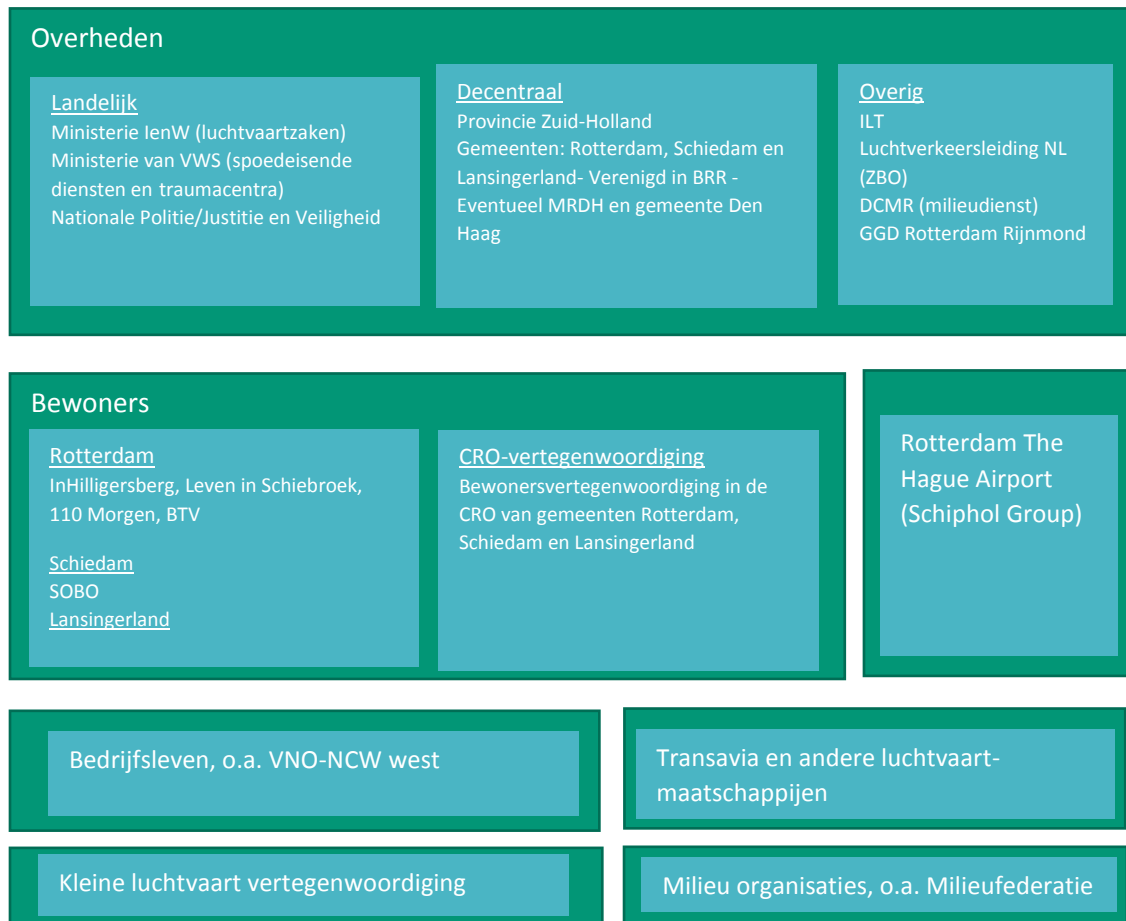 Overheden
Landelijk
Ministerie IenW (luchtvaartzaken)
Ministerie van VWS (spoedeisende
diensten en traumacentra)
Nationale Politie/Justitie en Veiligheid
Decentraal
Provincie Zuid-Holland
Gemeenten: Rotterdam, Schiedam en
Lansingerland- Verenigd in BRR -
Eventueel MRDH en gemeente Den
Haag
Overig
ILT
Luchtverkeersleiding NL
(ZBO)
DCMR (milieudienst)
GGD Rotterdam Rijnmond
Bewoners
Rotterdam
InHilligersberg, Leven in Schiebroek,
110 Morgen, BTV
Schiedam
SOBO
Lansingerland
CRO-vertegenwoordiging
Bewonersvertegenwoordiging in de
CRO van gemeenten Rotterdam,
Schiedam en Lansingerland
Rotterdam The
Hague Airport
(Schiphol Group)
Bedrijfsleven, o.a. VNO-NCW west
Transavia en andere luchtvaart-
maatschappijen
Kleine luchtvaart vertegenwoordiging
Milieu organisaties, o.a. Milieufederatie